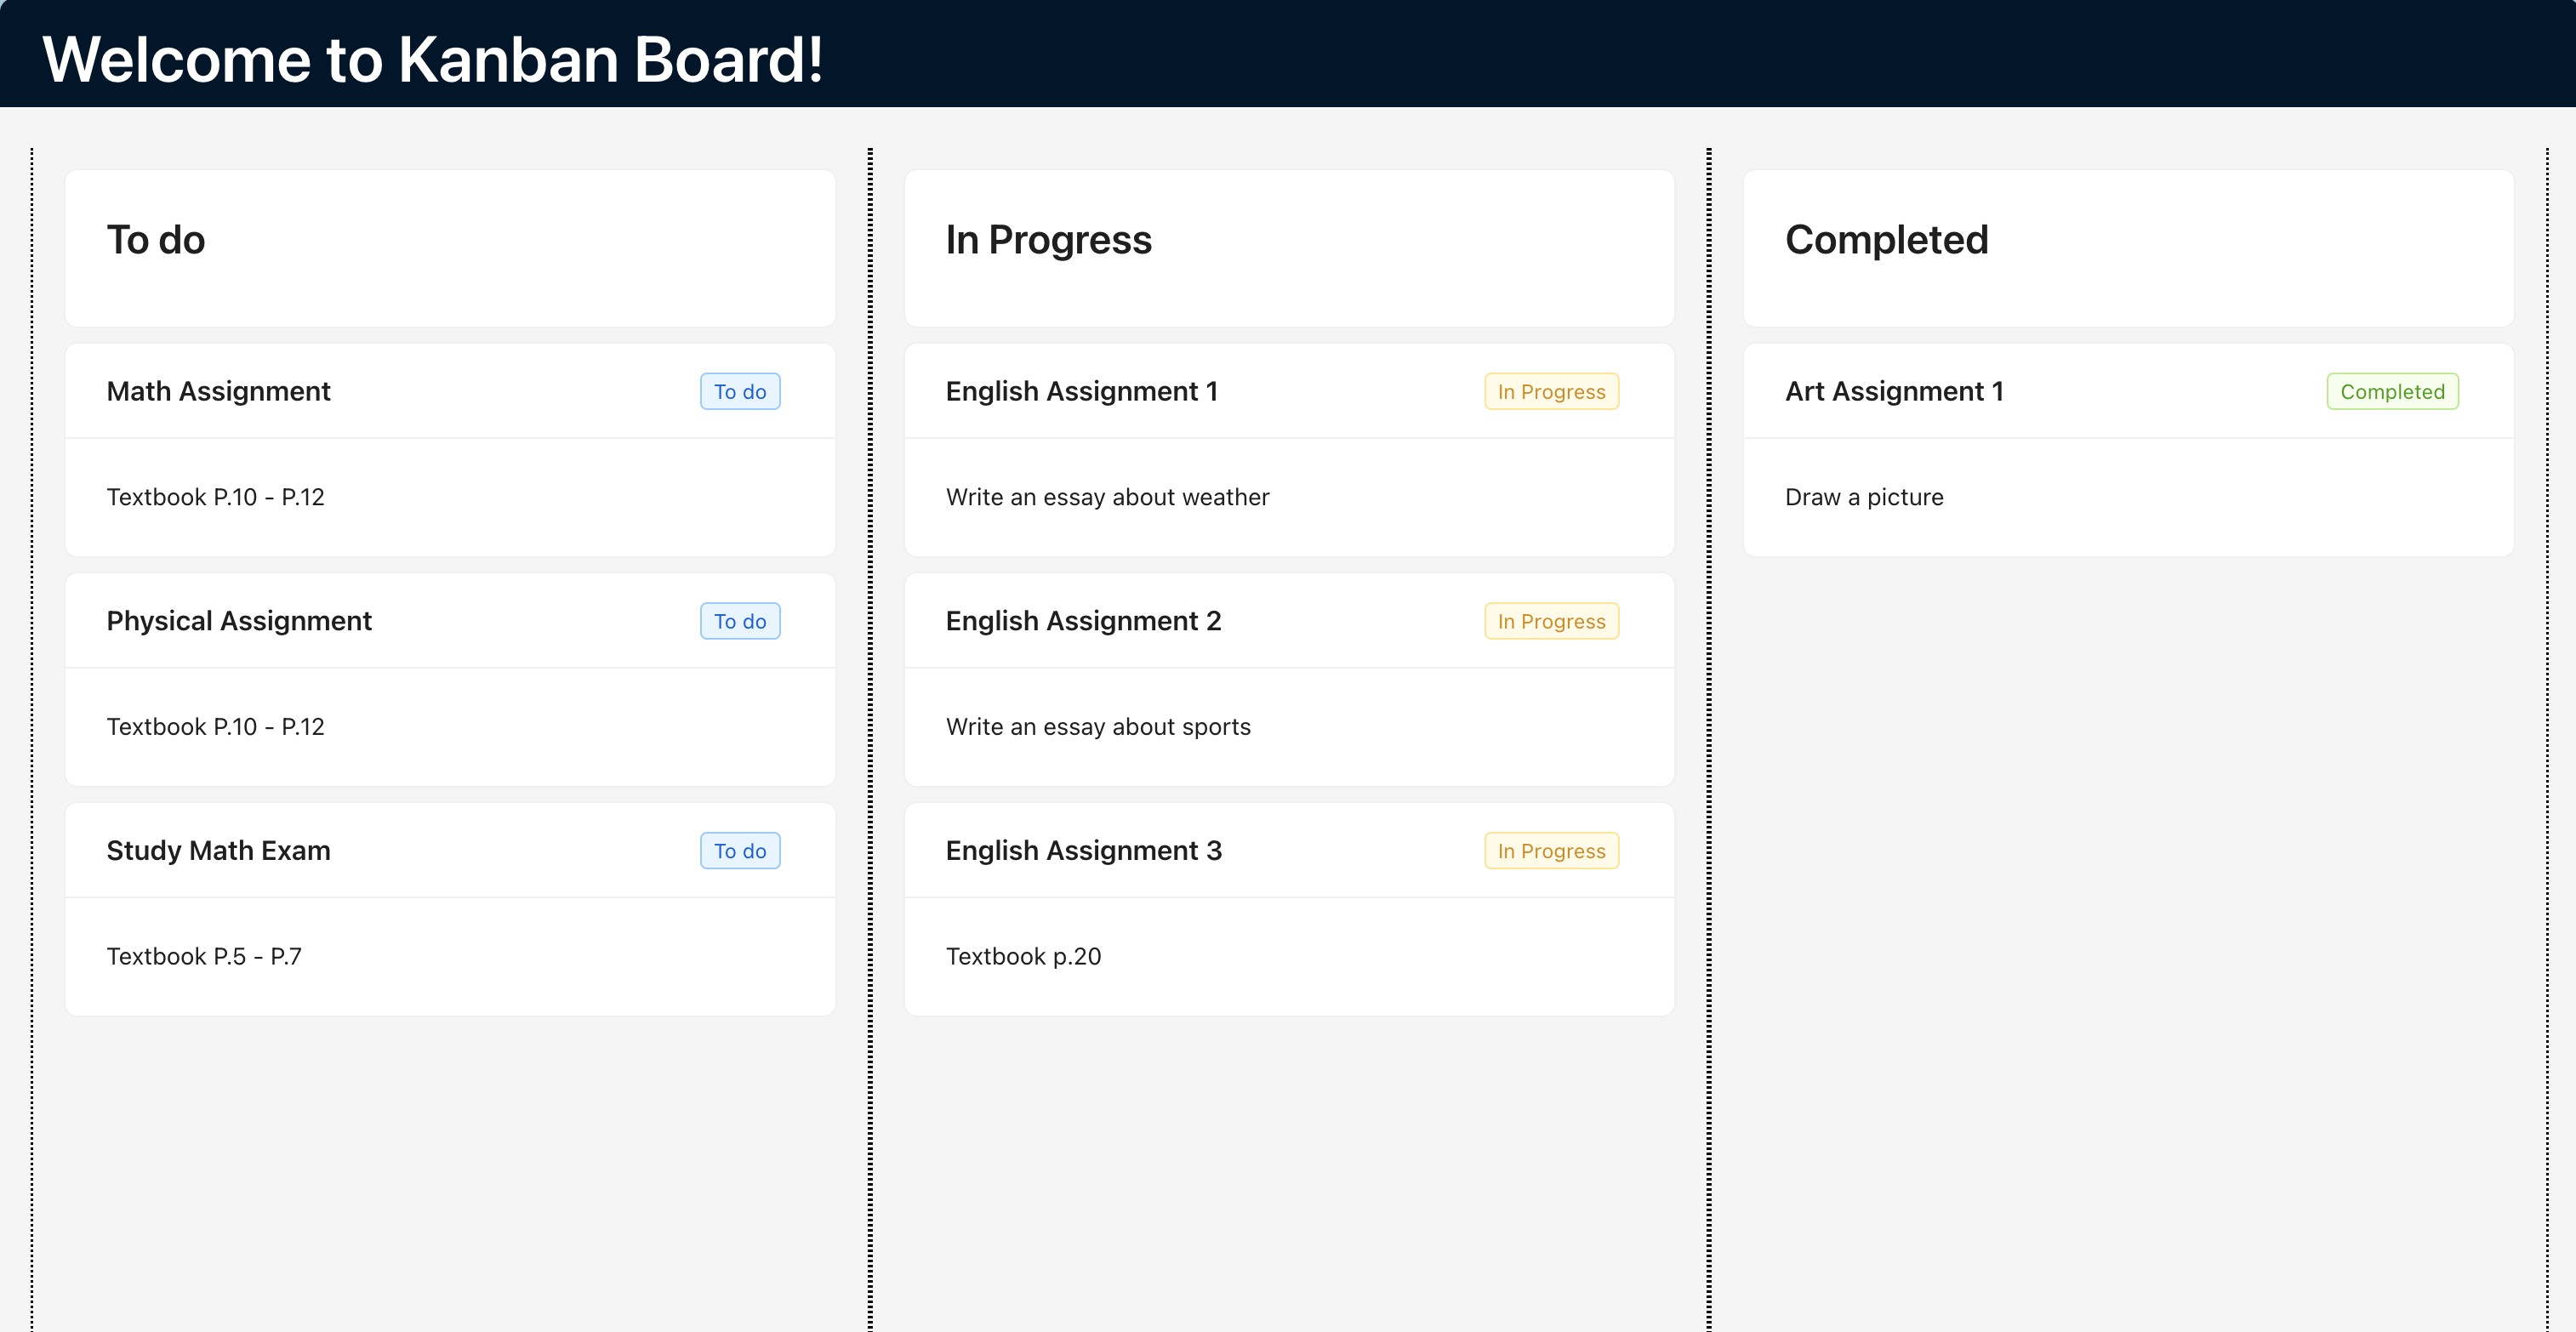 Welcome to Kanban Board!
To do
Math Assignment
To do
Textbook P.10 - P.12
Physical Assignment
To do
Textbook P.10 - P.12
Study Math Exam
To do
Textbook P.5 - P.7
In Progress
English Assignment 1
In Progress
Write an essay about weather
English Assignment 2
In Progress
Write an essay about sports
English Assignment 3
In Progress
Textbook p.20
Completed
Art Assignment 1
Completed
Draw a picture